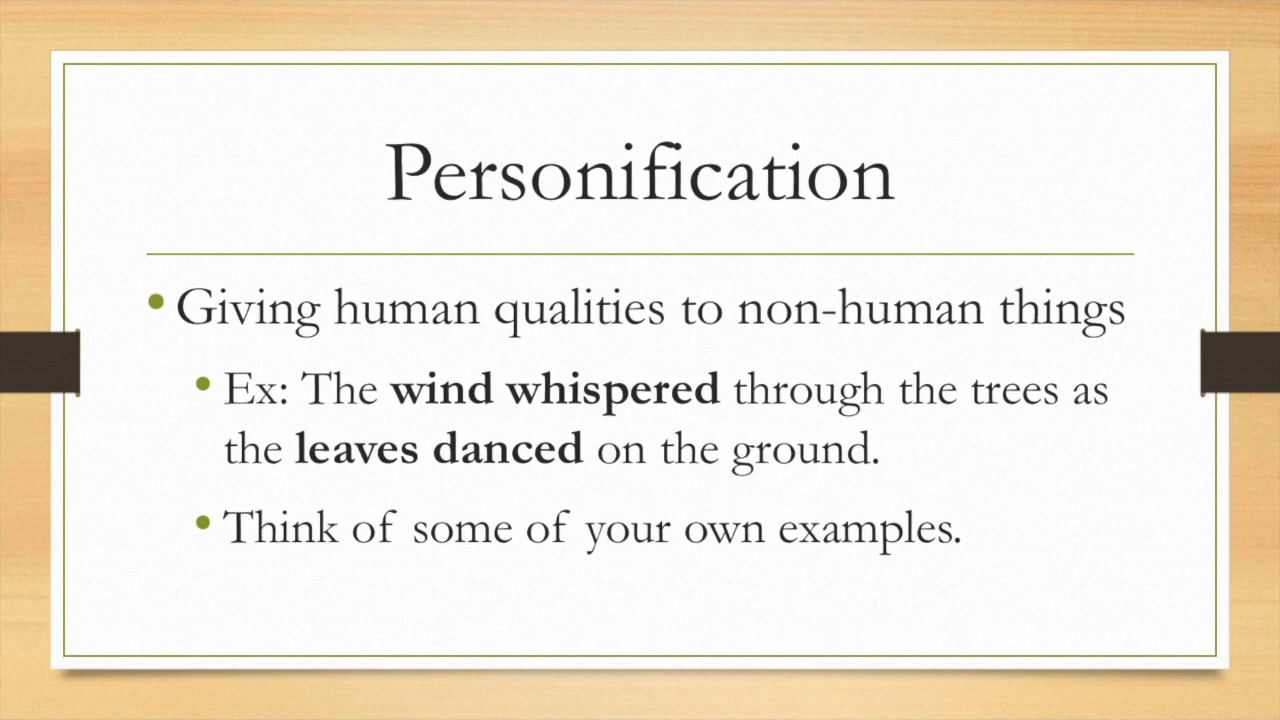 Personification
• Giving human qualities to non-human things
• Ex: The wind whispered through the trees as
the leaves danced on the ground.
• Think of some of your own examples.